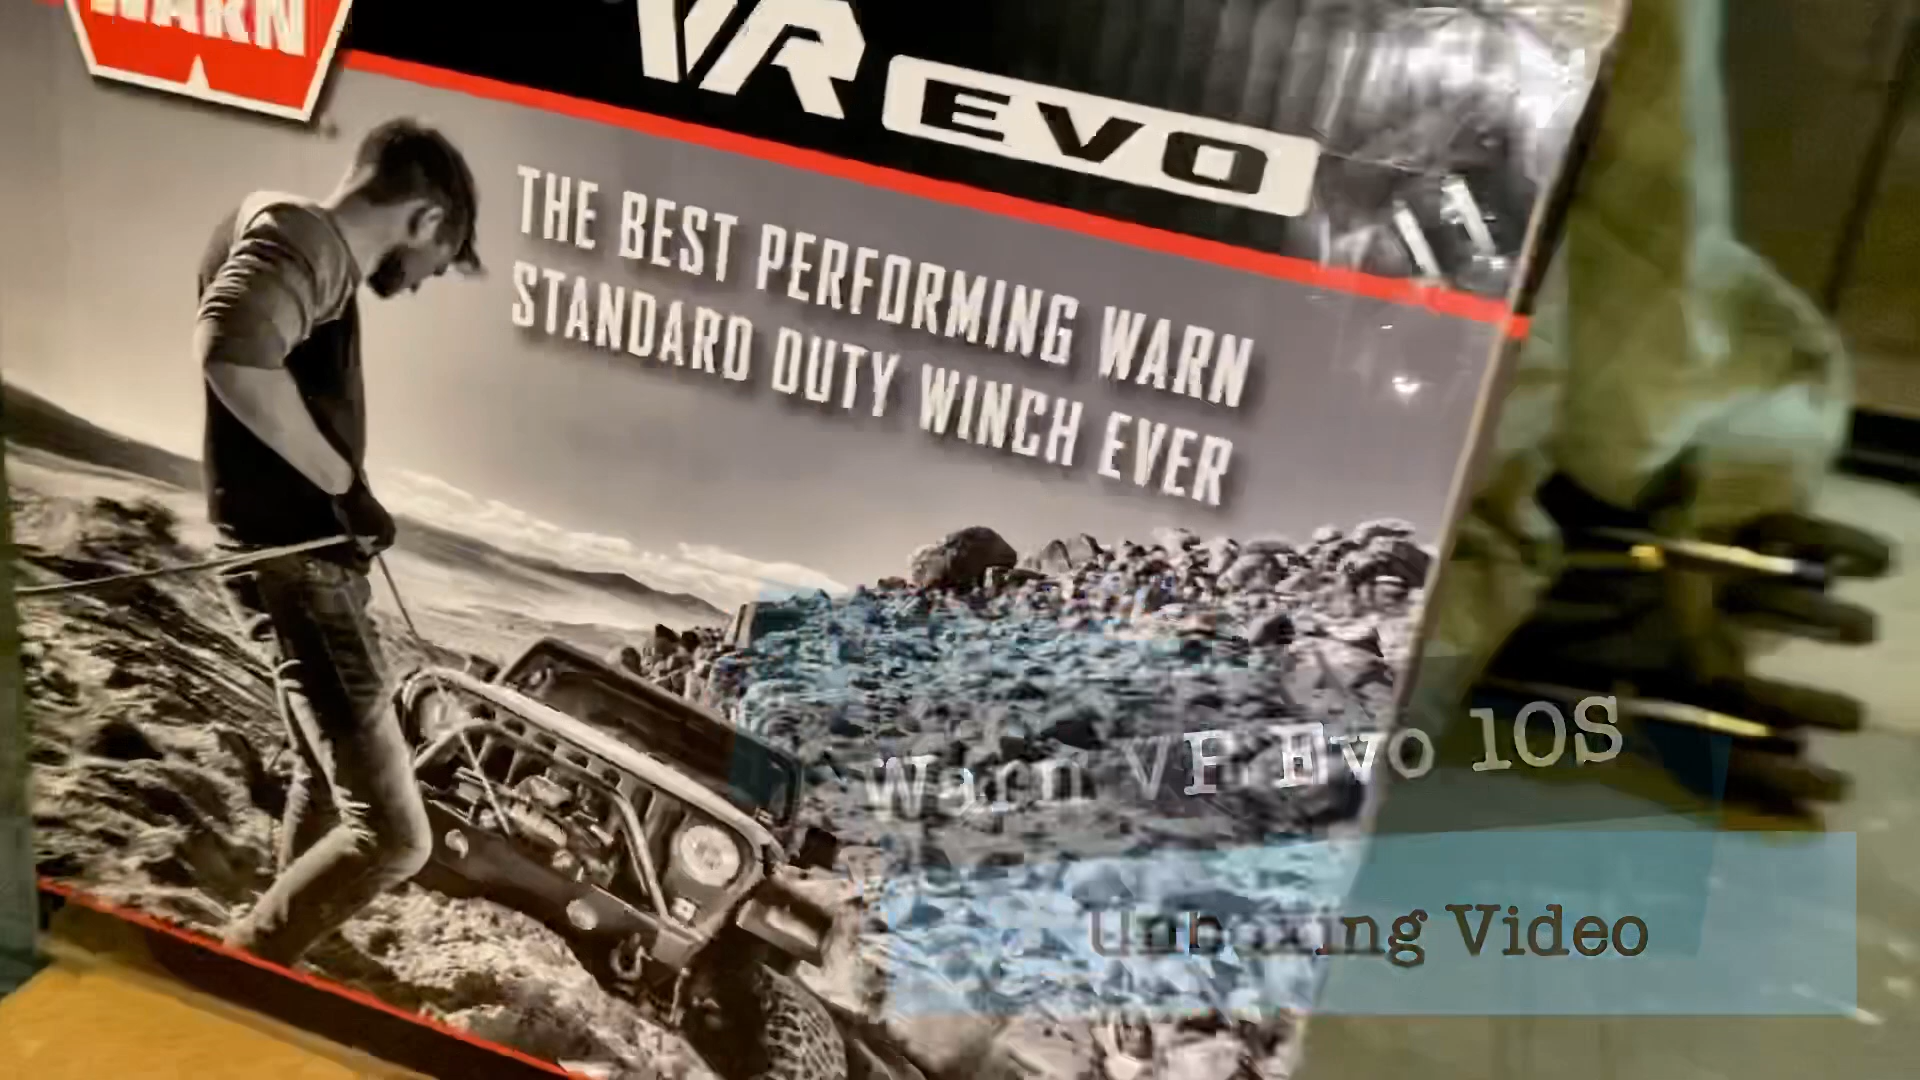 WARN
VR EVO
THE BEST PERFORMING WARN
STANDARD DUTY WINCH EVER
Warn VR Evo 10S
Unboxing Video